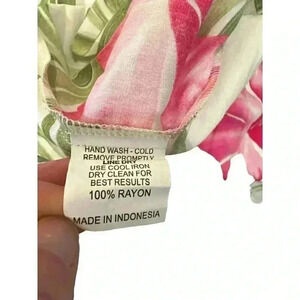 HAND WASH - COLD
REMOVE PROMPTLY
LINE DRY
USE COOL IRON
DRY CLEAN FOR
BEST RESULTS
100% RAYON
MADE IN INDONESIA